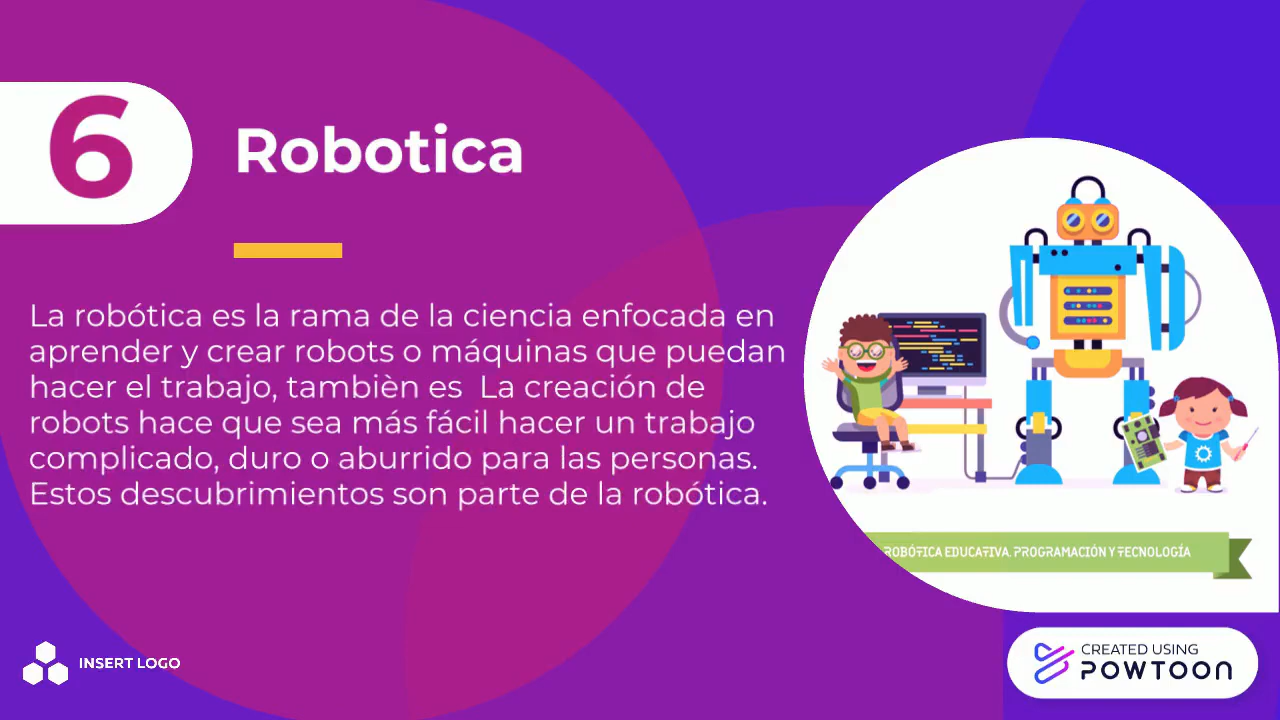 6
Robotica
La robótica es la rama de la ciencia enfocada en
aprender y crear robots o máquinas que puedan
hacer el trabajo, tambièn es  La creación de
robots hace que sea más fácil hacer un trabajo
complicado, duro o aburrido para las personas.
Estos descubrimientos son parte de la robótica.
ROBÓTICA EDUCATIVA. PROGRAMACIÓN Y TECNOLOGÍA
INSERT LOGO
CREATED USING
POWTOON